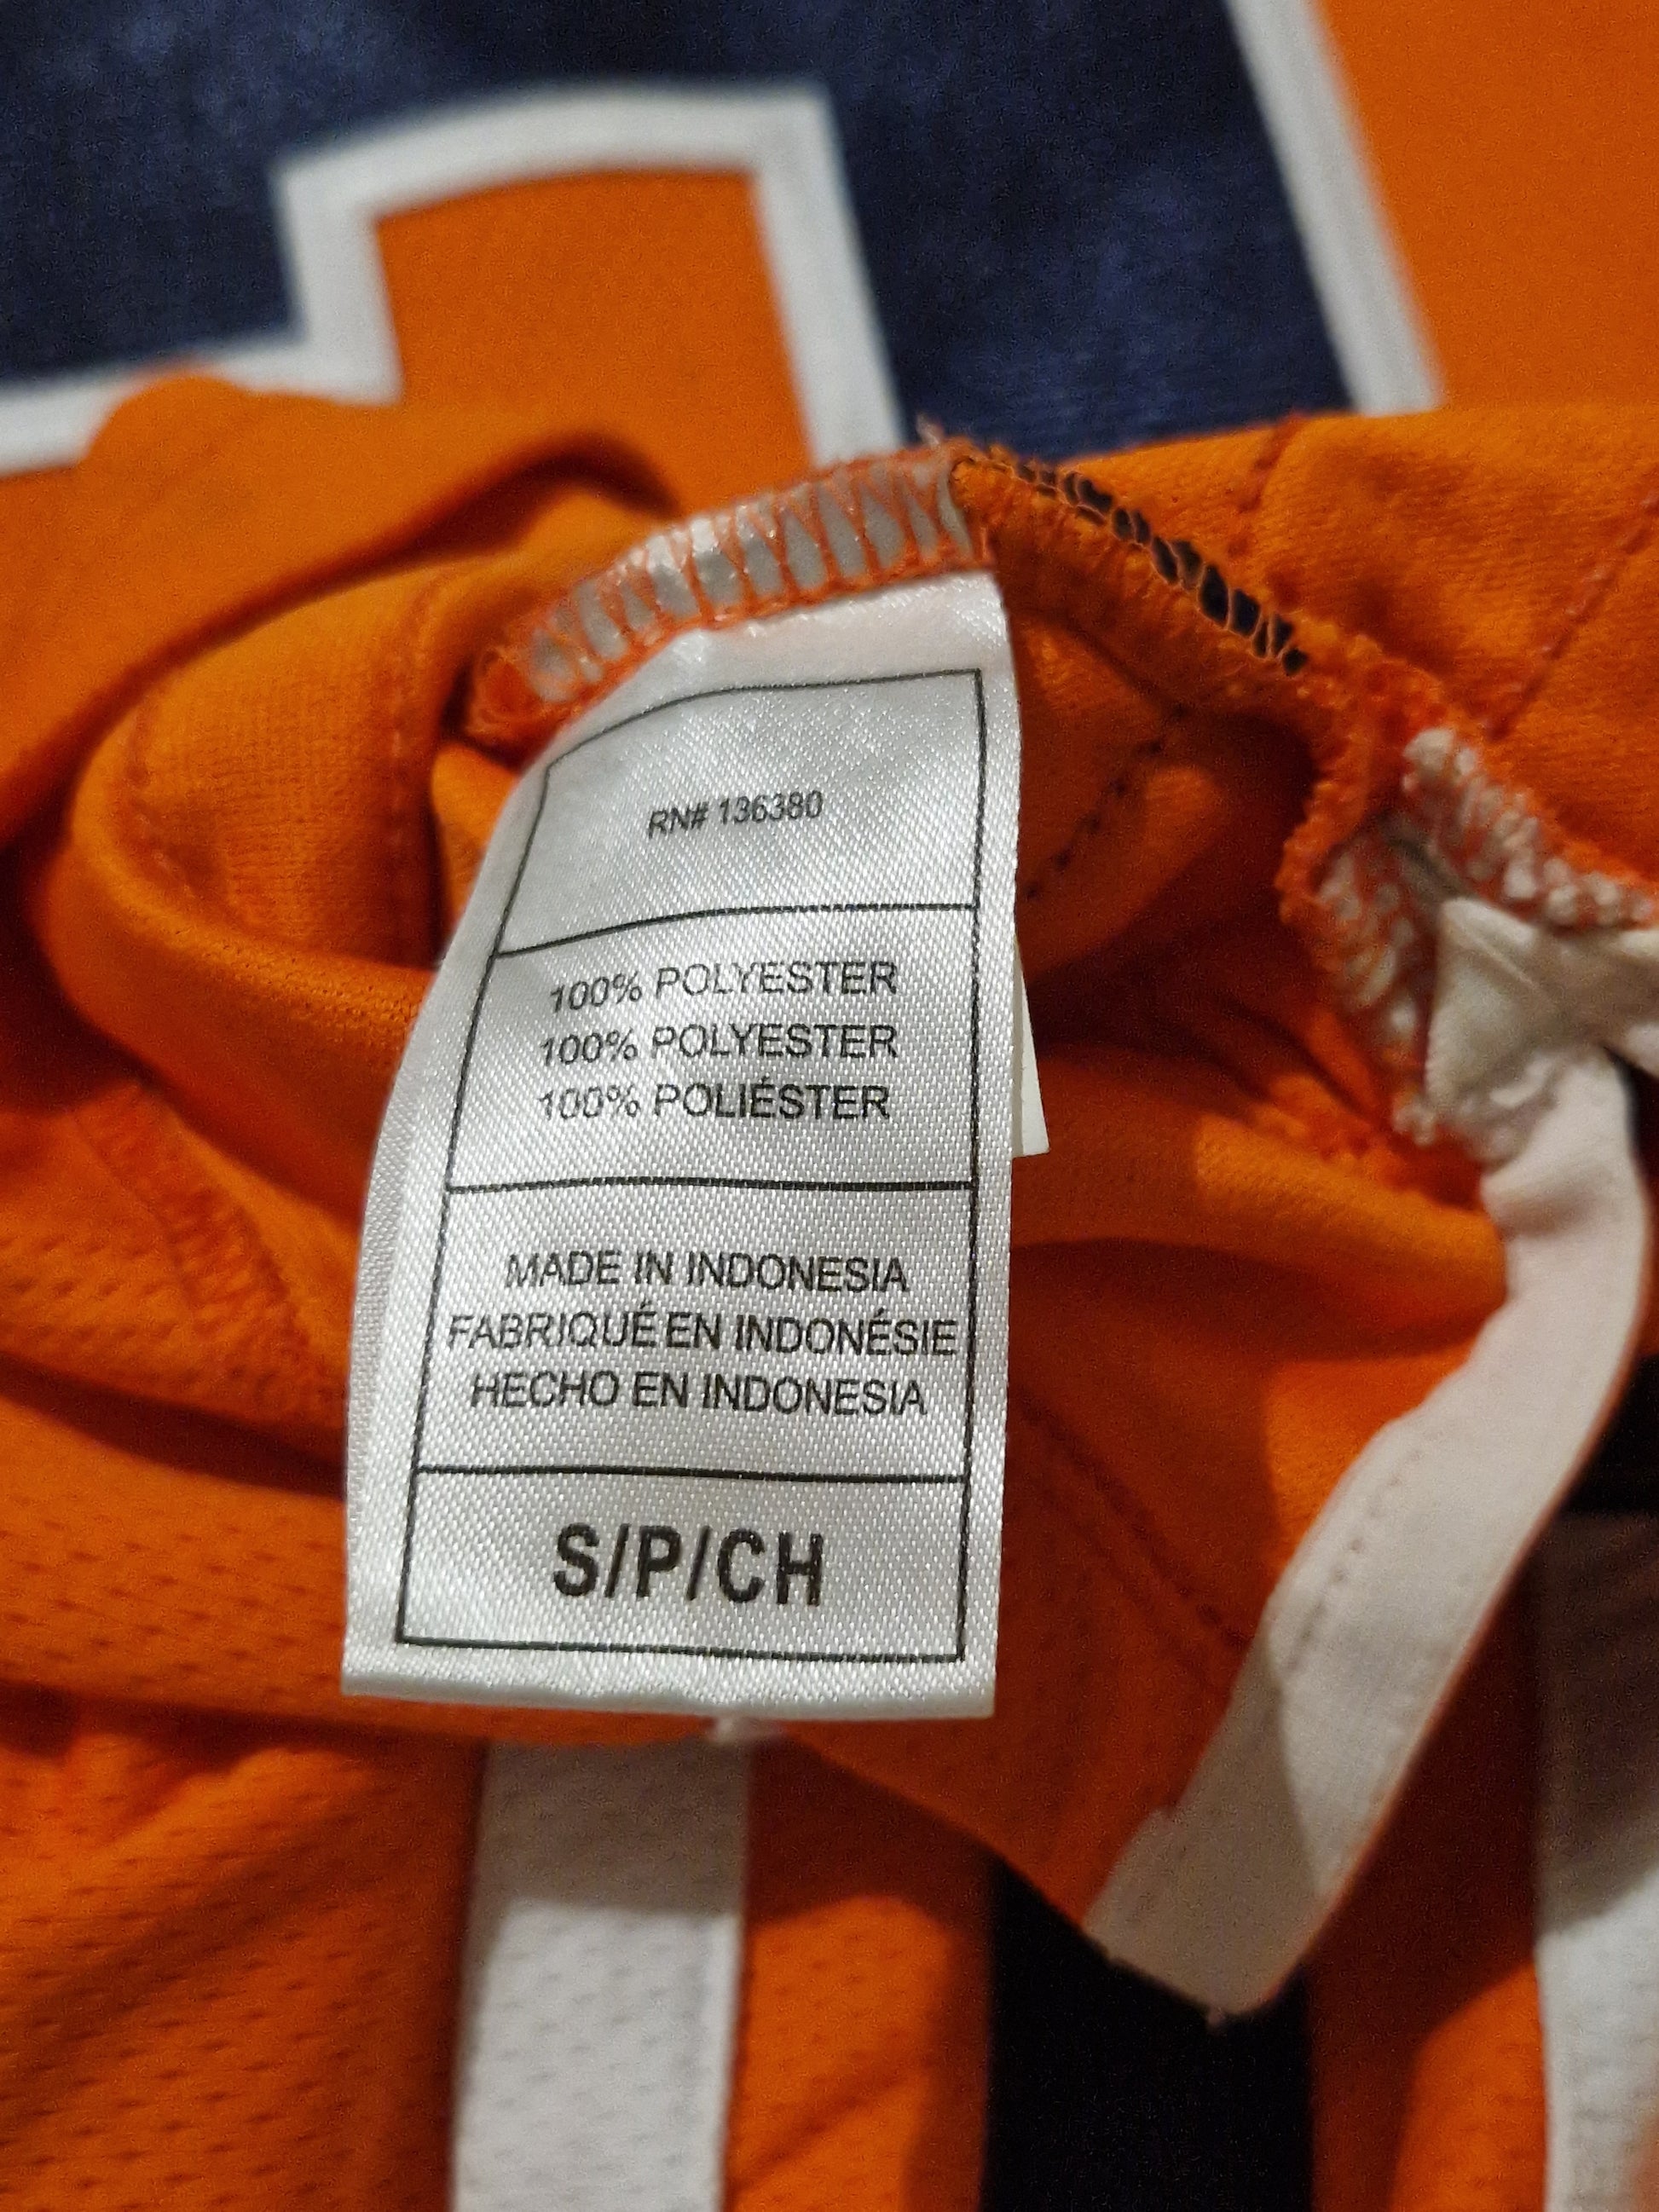 RN# 136380
100% POLYESTER
100% POLYESTER
100% POLIÉSTER
MADE IN INDONESIA
FABRIQUÉ EN INDONÉSIE
HECHO EN INDONESIA
S/P/CH